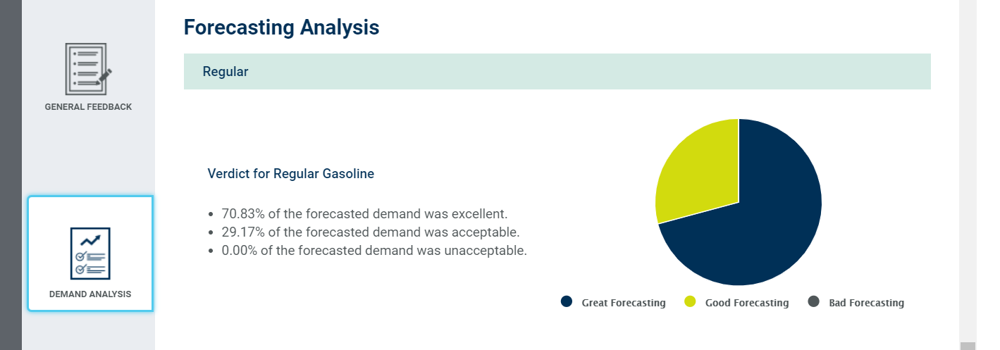 Forecasting Analysis
Regular
GENERAL FEEDBACK
Verdict for Regular Gasoline
70.83% of the forecasted demand was excellent.
29.17% of the forecasted demand was acceptable.
0.00% of the forecasted demand was unacceptable.
DEMAND ANALYSIS
Great Forecasting Good Forecasting Bad Forecasting